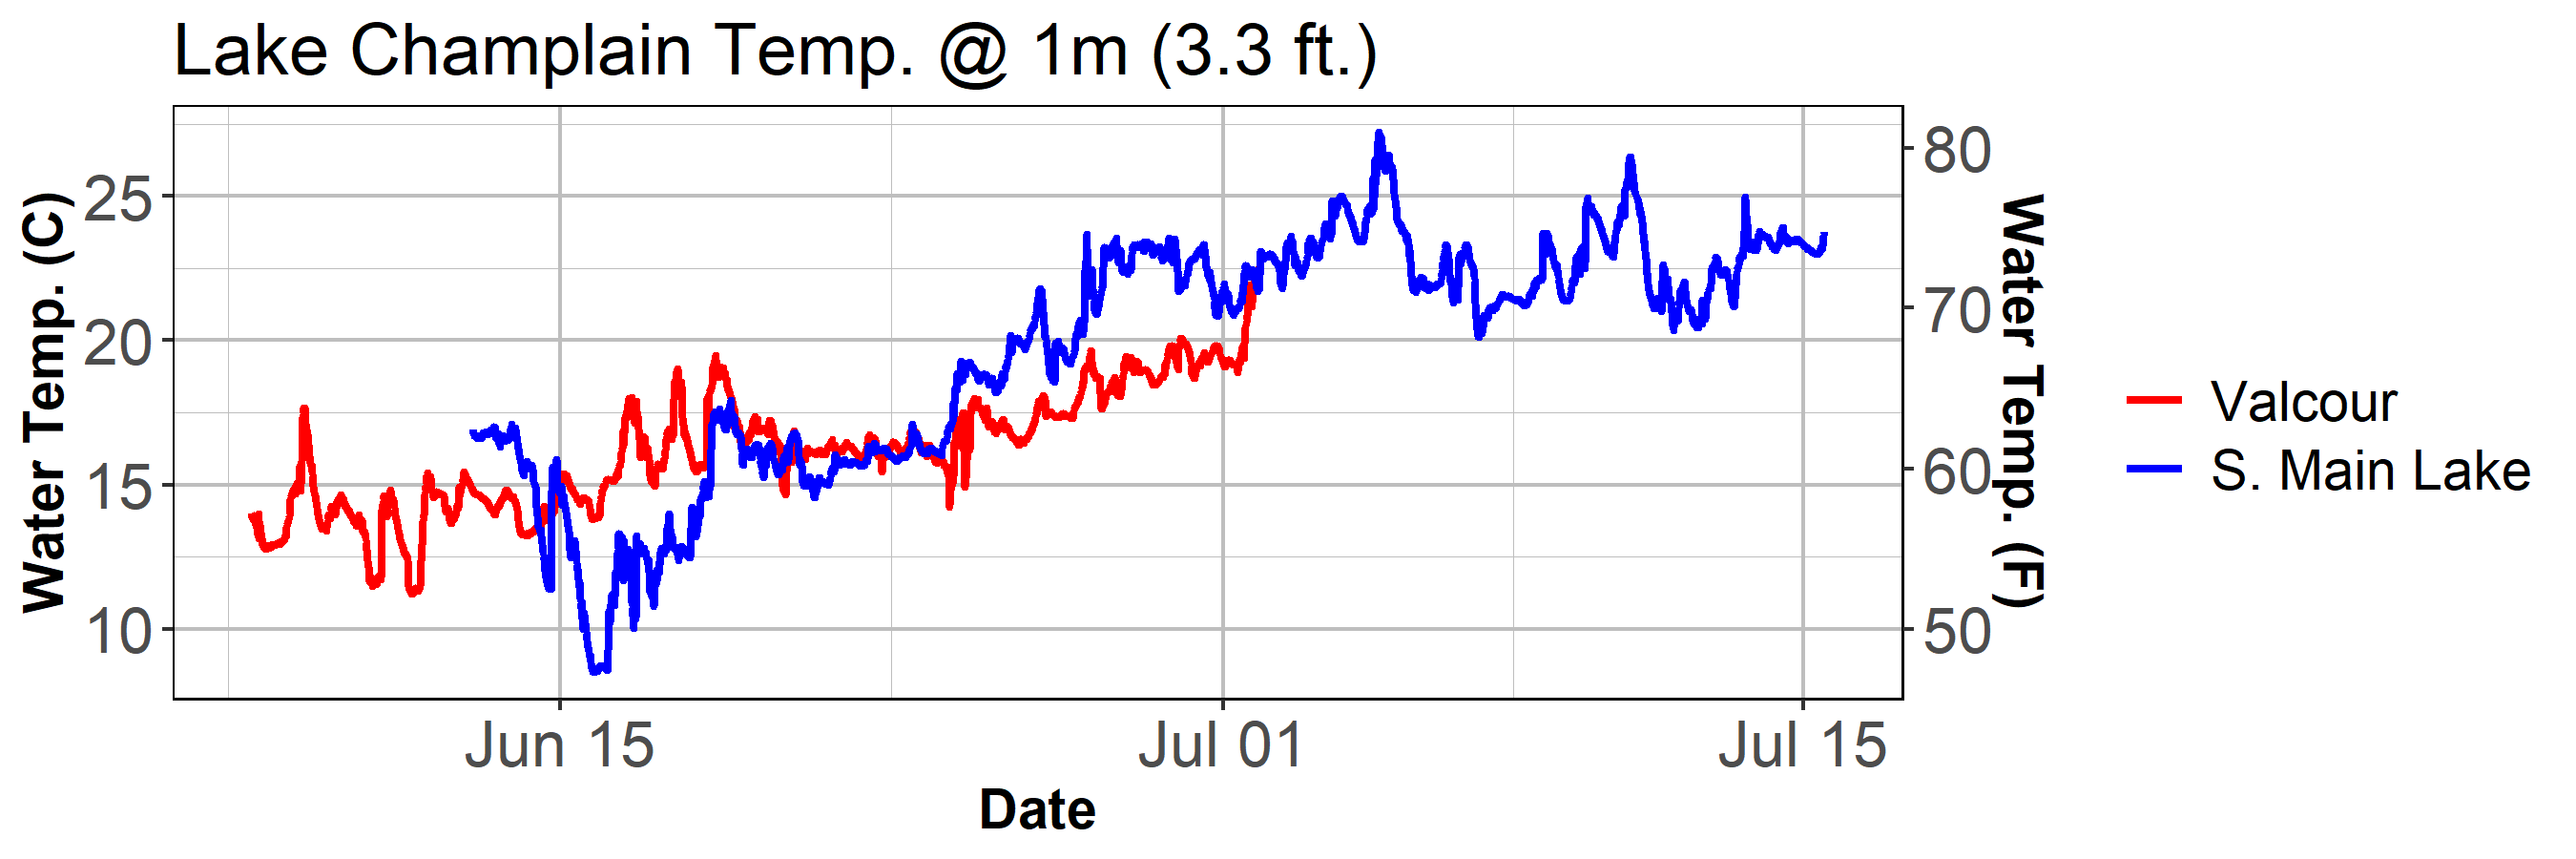 Lake Champlain Temp. @ 1m (3.3 ft.)
Water Temp. (C)
25
20
15
10
80
70
60
50
Water Temp. (F)
Jun 15
Jul 01
Jul 15
Date
Valcour
S. Main Lake